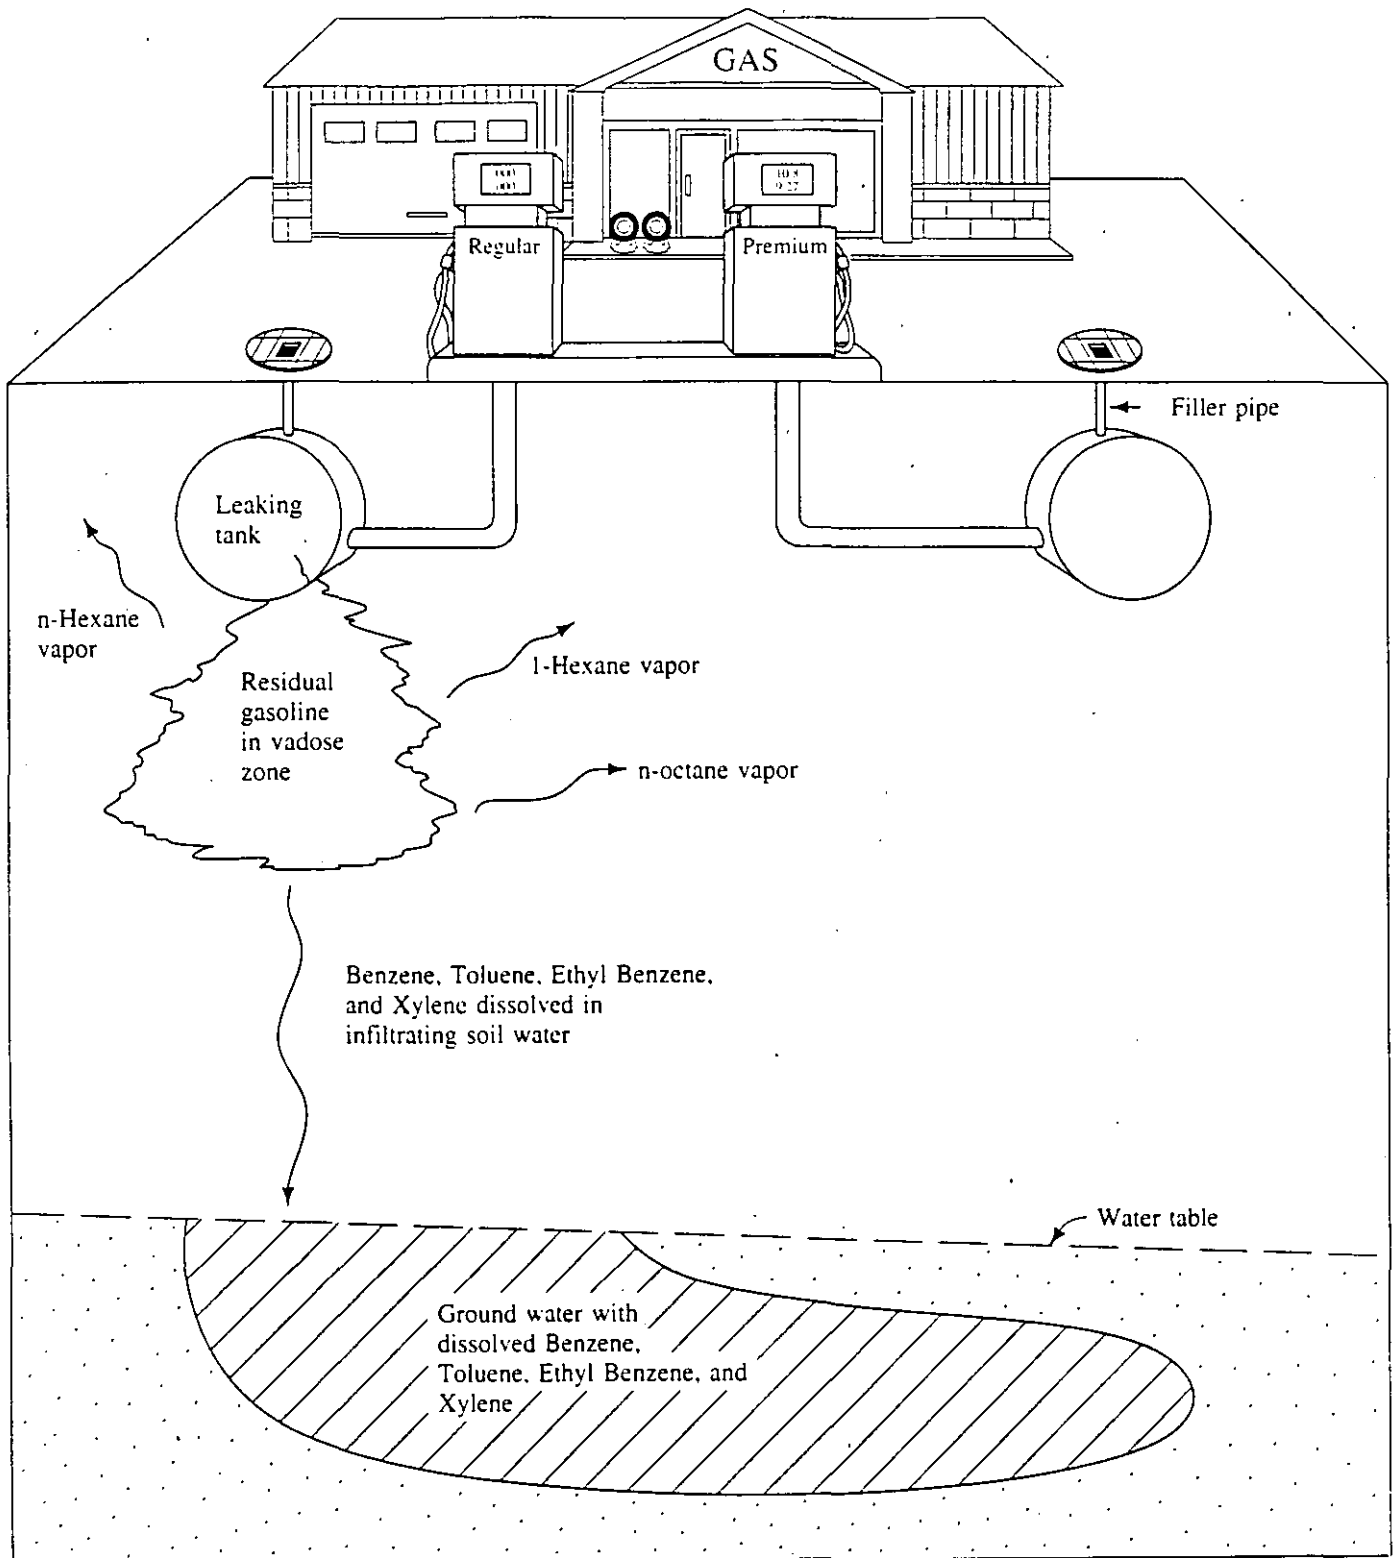 GAS
Regular
Premium
Filler pipe
Leaking
tank
n-Hexane
vapor
1-Hexane vapor
Residual
gasoline
in vadose
zone
n-octane vapor
Benzene, Toluene, Ethyl Benzene,
and Xylene dissolved in
infiltrating soil water
Water table
Ground water with
dissolved Benzene,
Toluene, Ethyl Benzene, and
Xylene